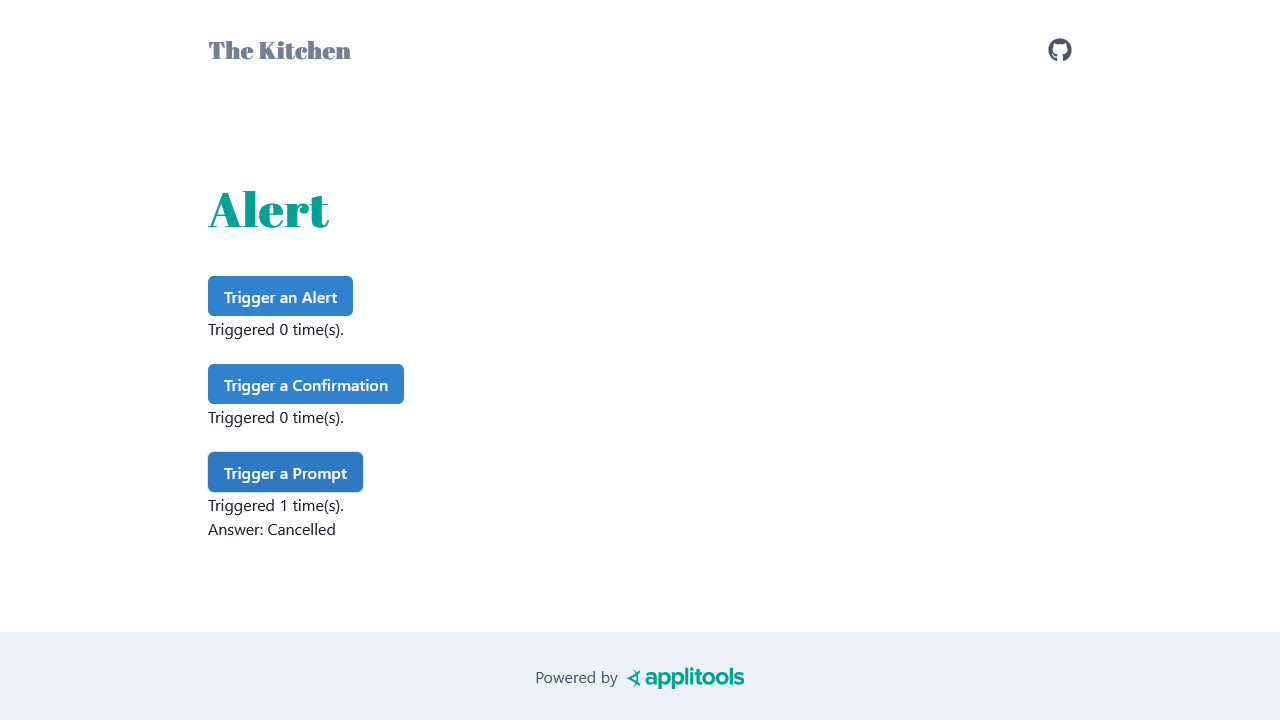 The Kitchen
Alert
Trigger an Alert
Triggered 0 time(s).
Trigger a Confirmation
Triggered 0 time(s).
Trigger a Prompt
Triggered 1 time(s).
Answer: Cancelled
Powered by applitools